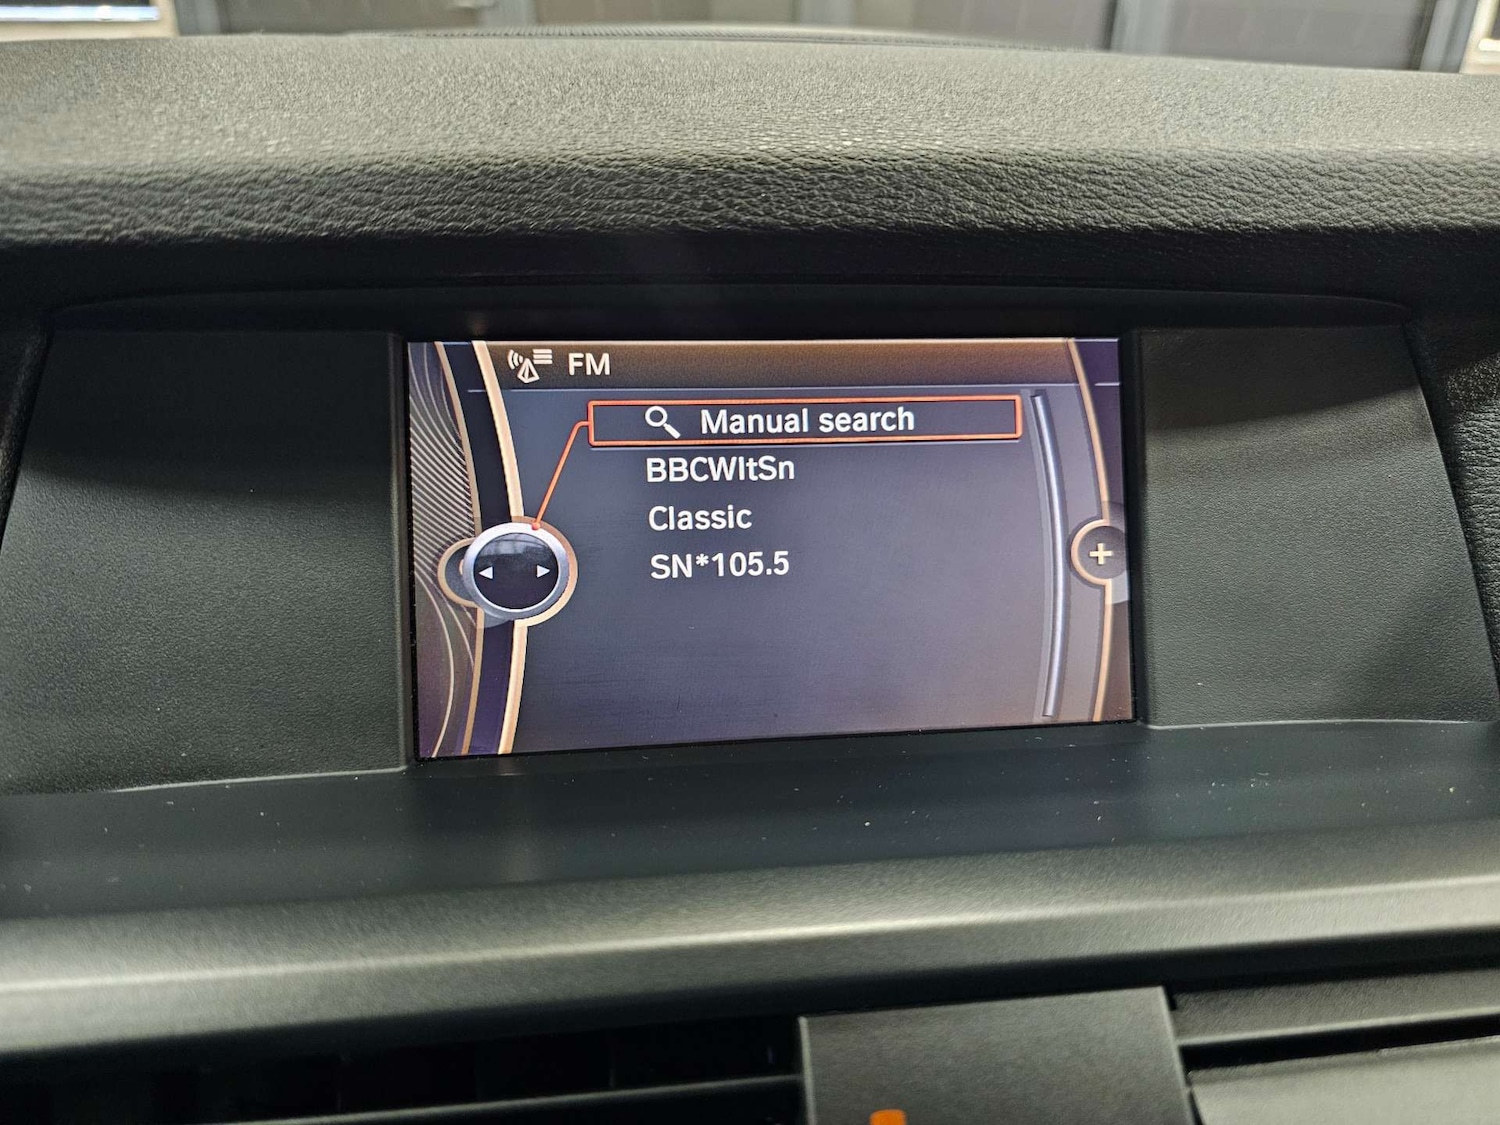 FM
Manual search
BBCWltSn
Classic
SN*105.5